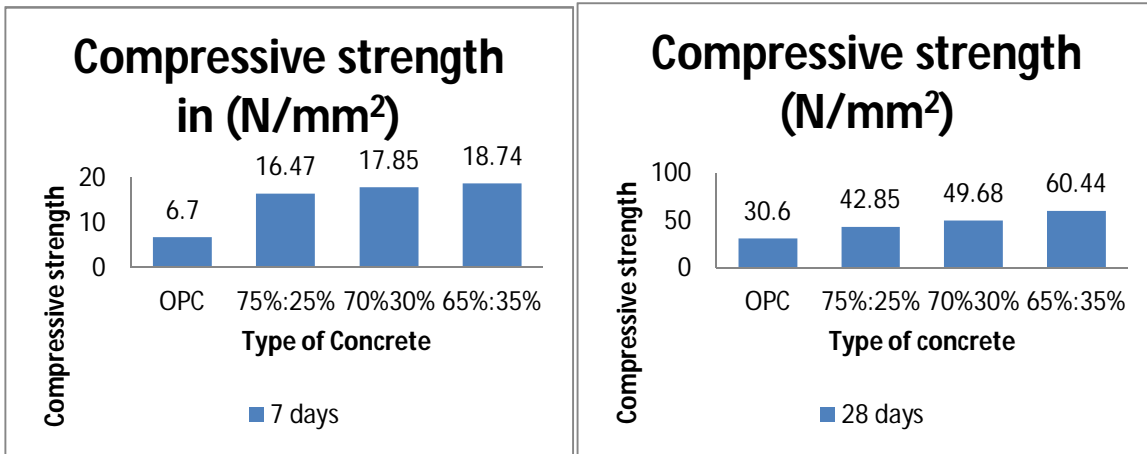 Compressive strength
in (N/mm²)
16.47 17.85 18.74
6.7
20
10
0
Compressive strength
OPC 75%:25% 70%30% 65%:35%
Type of Concrete
7 days
Compressive strength
(N/mm²)
100
50
0
30.6 42.85 49.68 60.44
Compressive strength
OPC 75%:25% 70%30% 65%:35%
Type of concrete
28 days